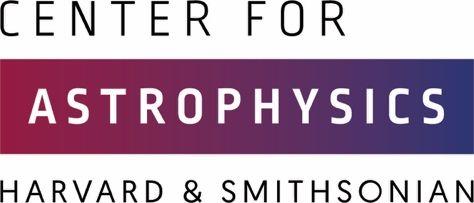 CENTER FOR
ASTROPHYSICS
HARVARD & SMITHSONIAN